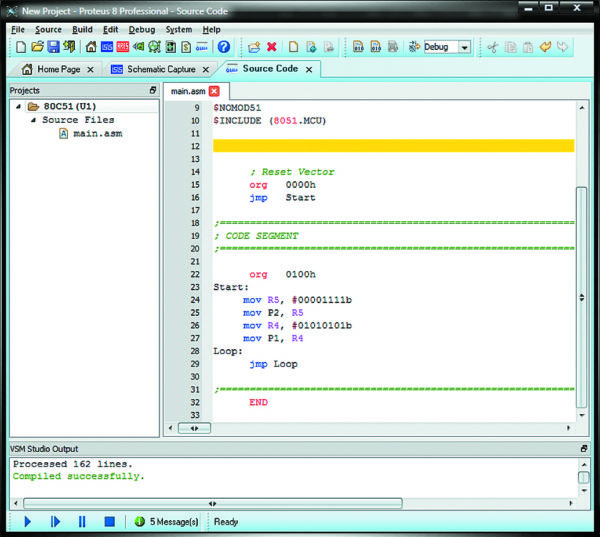 New Project - Proteus 8 Professional - Source Code
File Source Build Edit Debug System Help
Debug
Home Page Schematic Capture Source Code
Projects
80C51(U1)
Source Files
main.asm
main.asm
9 $NOMOD51
10 $INCLUDE (8051.MCU)
11
12
13
14 ; Reset Vector
15 org 0000h
16 jmp Start
17
18 ;====================================================================
19 ; CODE SEGMENT
20 ;====================================================================
21
22 org 0100h
23 Start:
24 mov R5, #00001111b
25 mov P2, R5
26 mov R4, #01010101b
27 mov P1, R4
28 Loop:
29 jmp Loop
30
31 ;====================================================================
32 END
33
VSM Studio Output
Processed 162 lines.
Compiled successfully.
5 Message(s) Ready